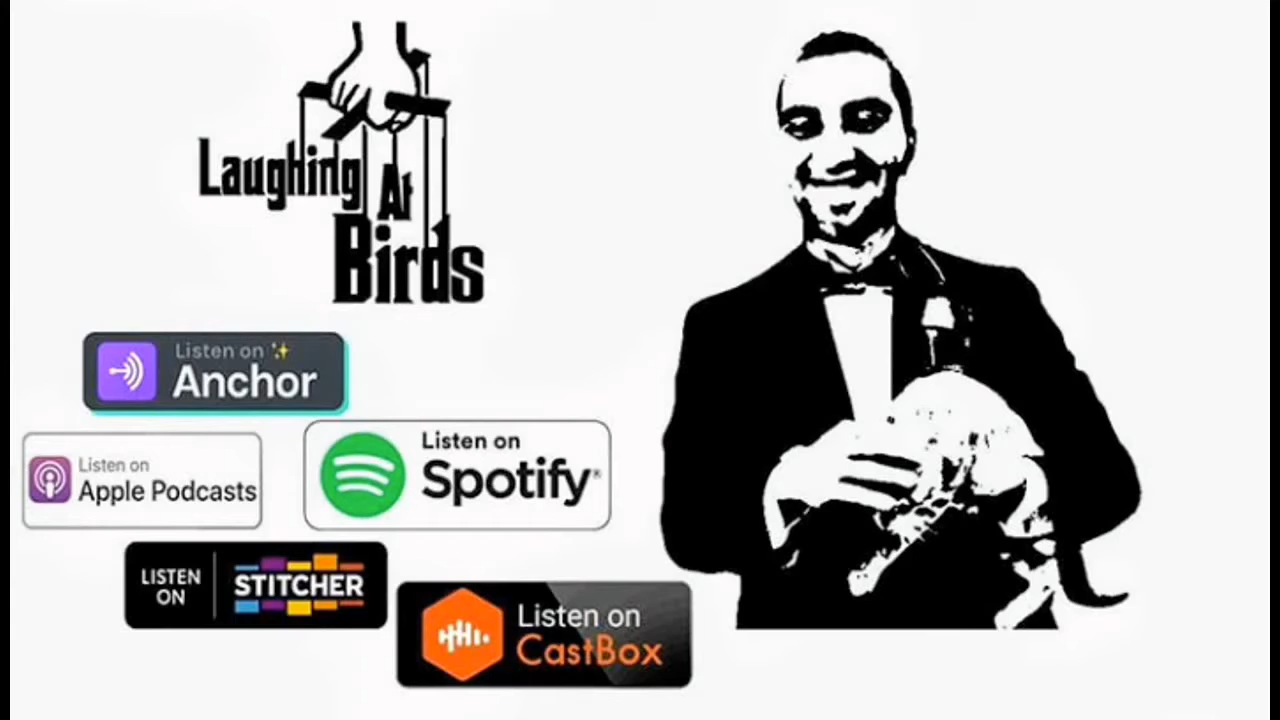 Laughing At
Birds
Listen on ✨
Anchor
Listen on
Apple Podcasts
Listen on
Spotify®
LISTEN
ON
STITCHER
Listen on
CastBox